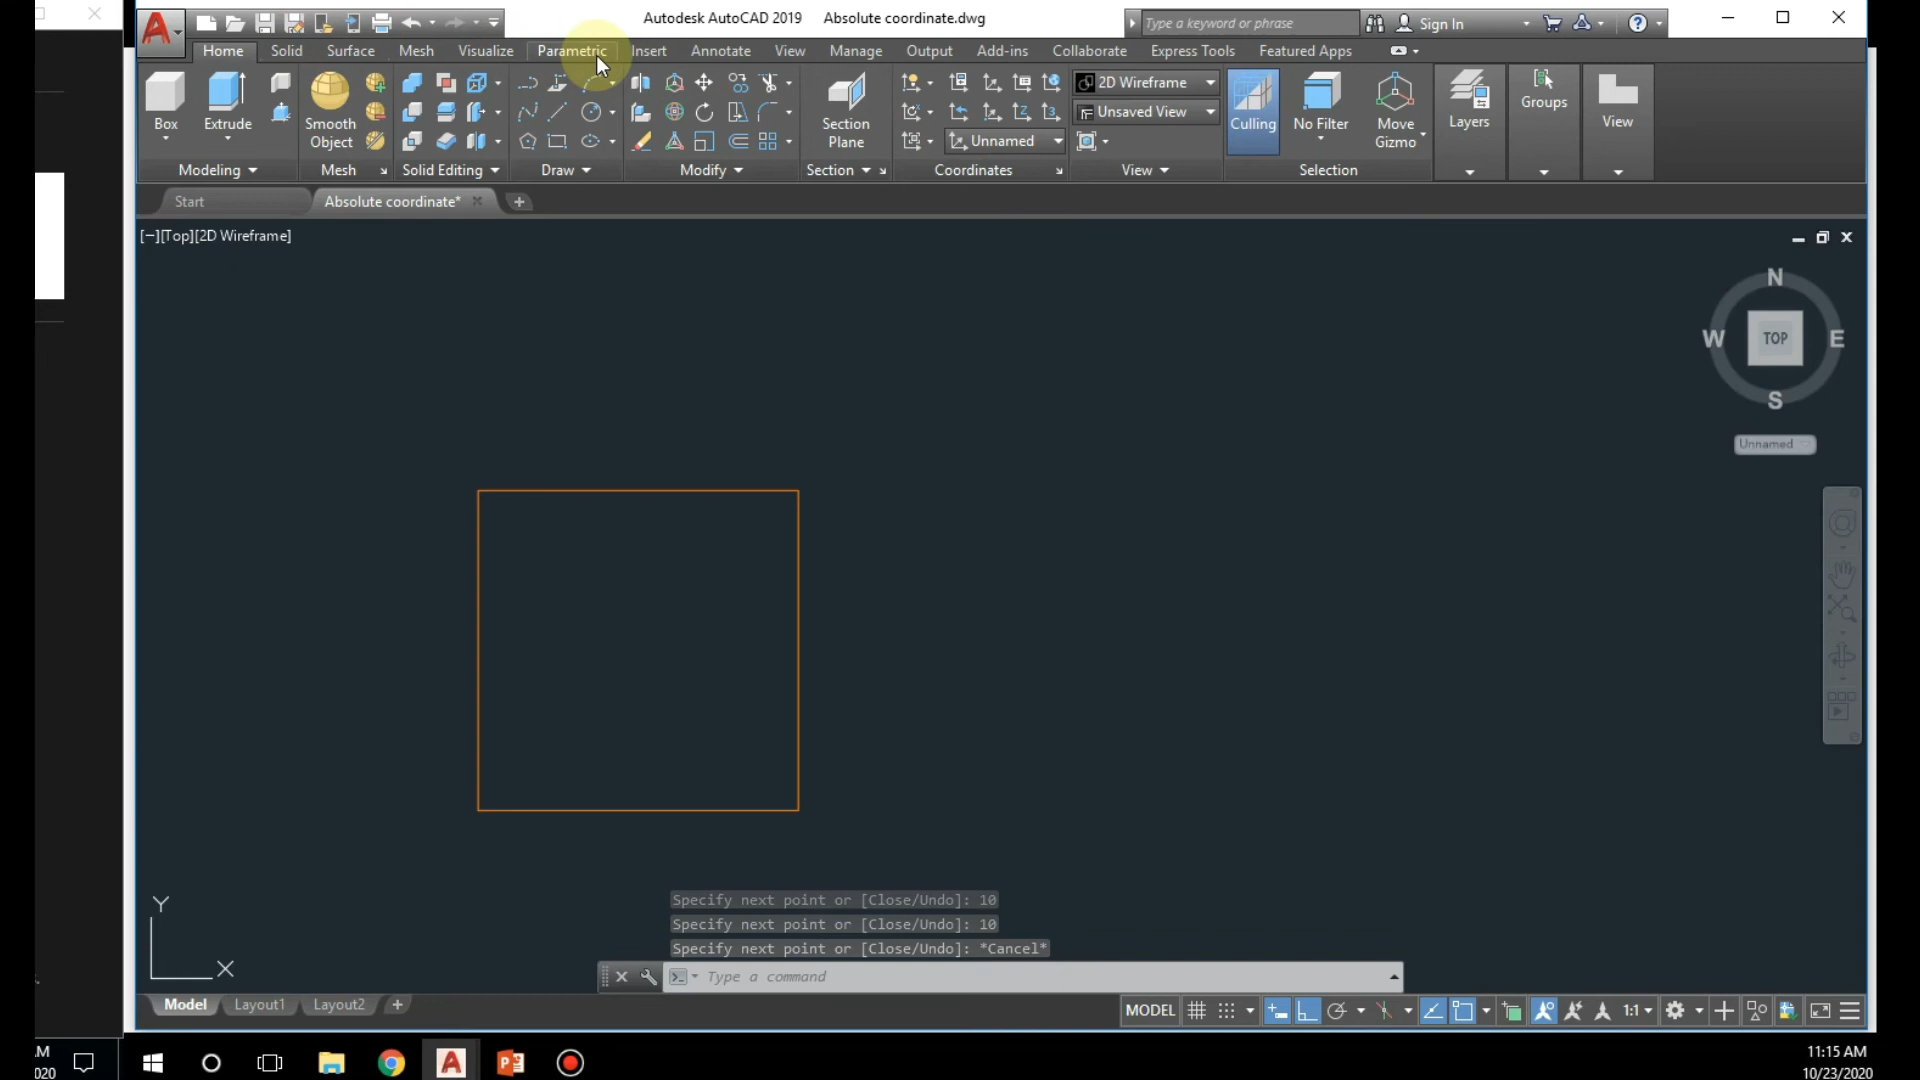 Autodesk AutoCAD 2019 Absolute coordinate.dwg
Type a keyword or phrase
Sign In
Home Solid Surface Mesh Visualize Parametric Insert Annotate View Manage Output Add-ins Collaborate Express Tools Featured Apps
Box
Extrude
Smooth Object
Section Plane
Unnamed
2D Wireframe
Unsaved View
Culling
No Filter
Move Gizmo
Layers
Groups
View
Modeling Mesh Solid Editing Draw Modify Section Coordinates View Selection
Start
Absolute coordinate*
[−][Top][2D Wireframe]
N
W TOP E
S
Unnamed
Y
X
Specify next point or [Close/Undo]: 10
Specify next point or [Close/Undo]: 10
Specify next point or [Close/Undo]: *Cancel*
Type a command
Model Layout1 Layout2
MODEL
1:1
11:15 AM
10/23/2020